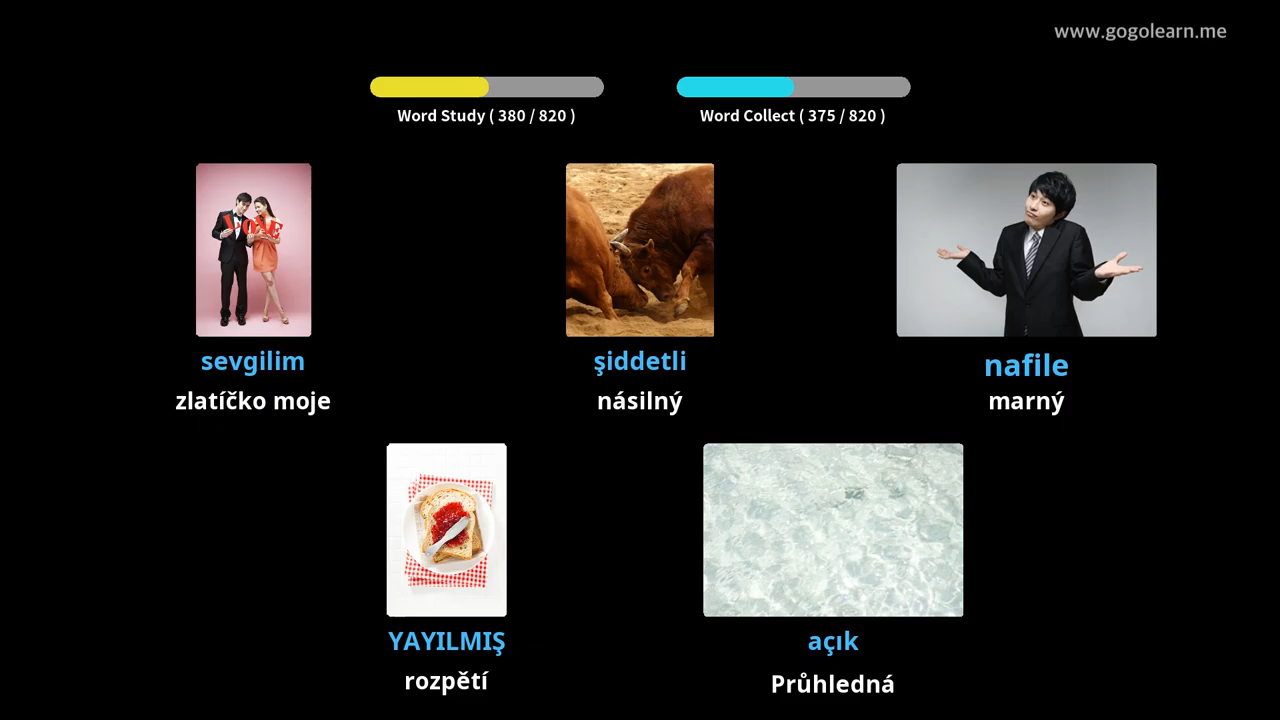 www.gogolearn.me
Word Study ( 380 / 820 )
Word Collect ( 375 / 820 )
LOVE
sevgilim
zlatíčko moje
şiddetli
násilný
nafile
marný
YAYILMIŞ
rozpětí
açık
Průhledná